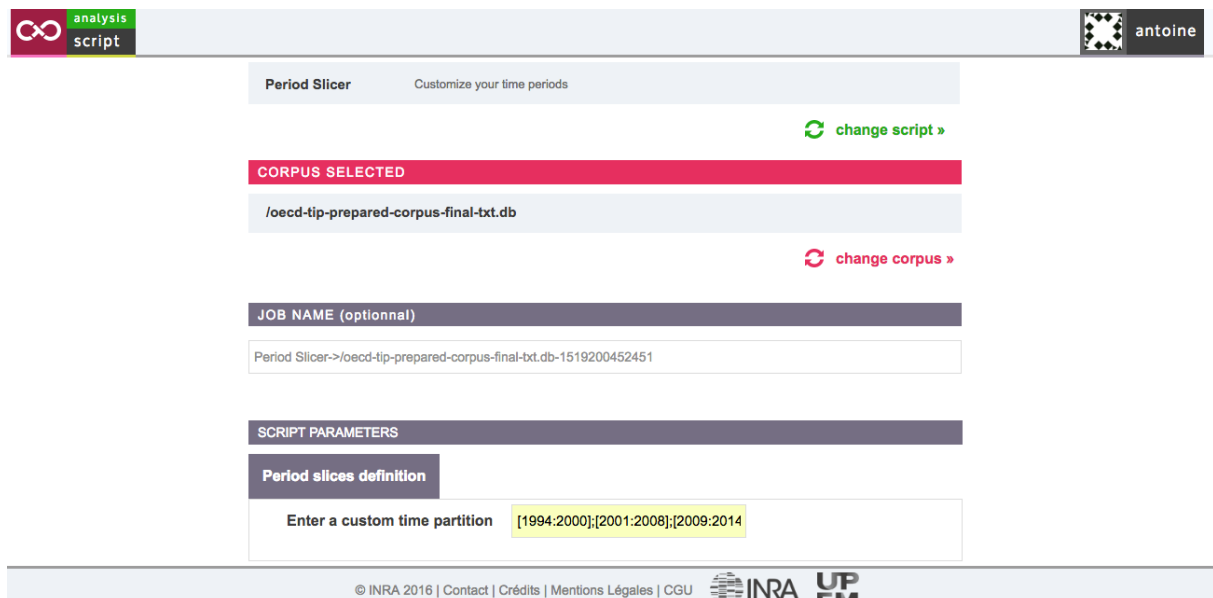 analysis
script
antoine
Period Slicer Customize your time periods
change script »
CORPUS SELECTED
/oecd-tip-prepared-corpus-final-txt.db
change corpus »
JOB NAME (optionnal)
Period Slicer->/oecd-tip-prepared-corpus-final-txt.db-1519200452451
SCRIPT PARAMETERS
Period slices definition
Enter a custom time partition [1994:2000];[2001:2008];[2009:2014
© INRA 2016 | Contact | Crédits | Mentions Légales | CGU INRA UP
EM